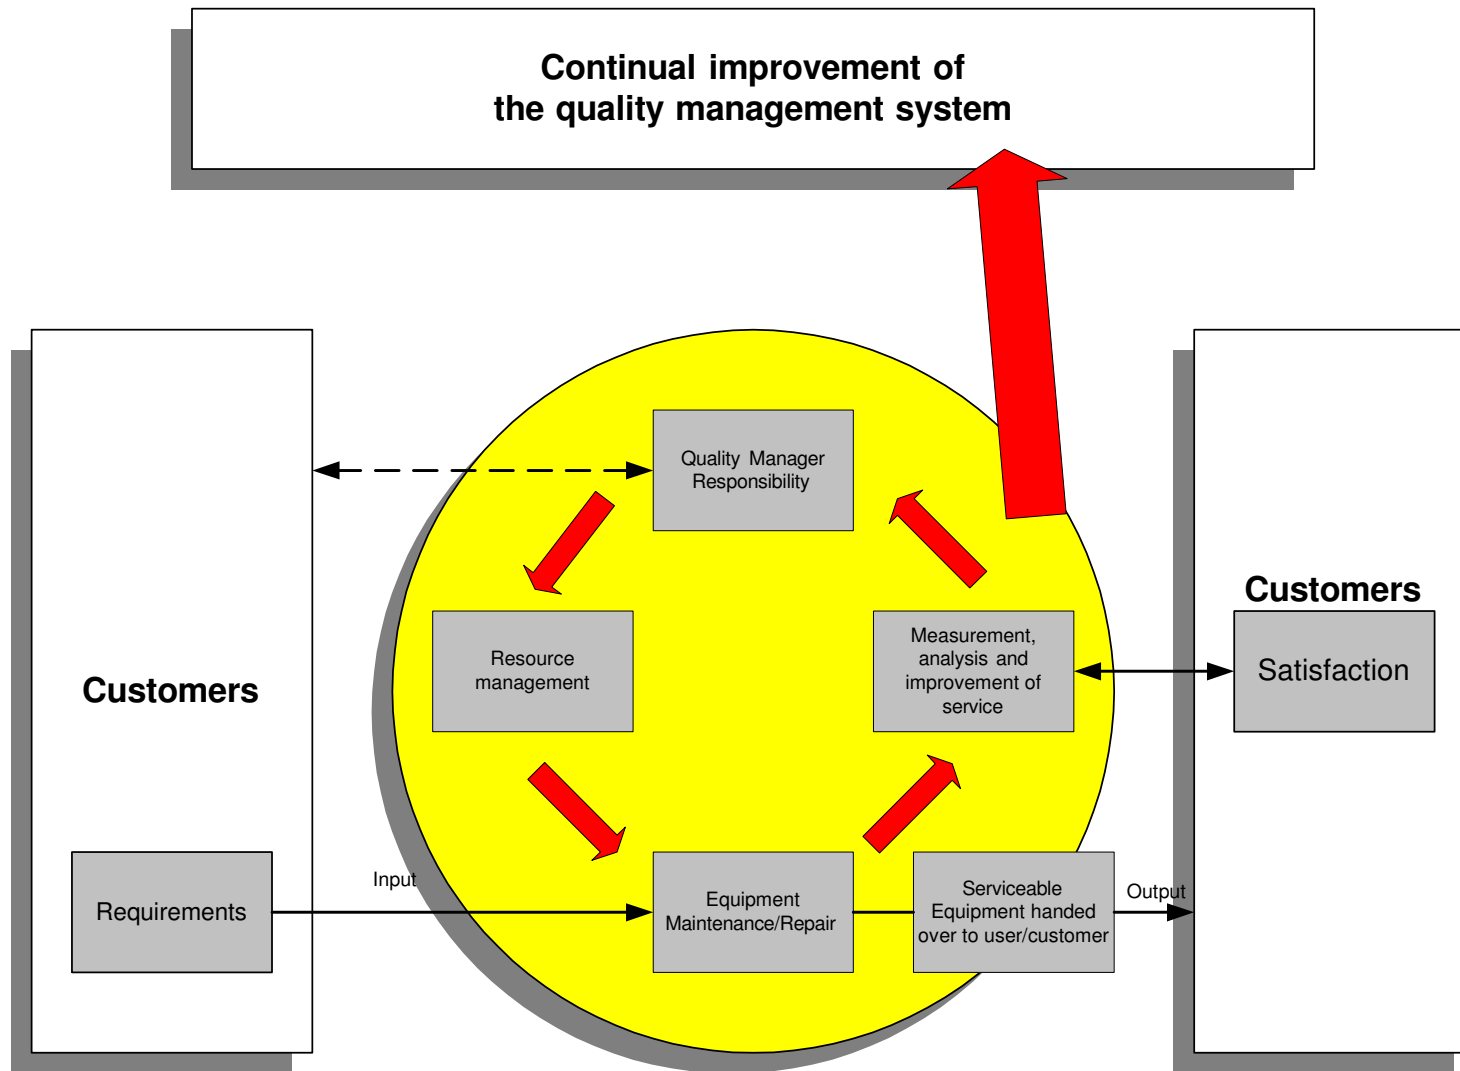 Continual improvement of
the quality management system
Quality Manager
Responsibility
Customers
Resource
management
Measurement,
analysis and
improvement of
service
Customers
Satisfaction
Requirements
Input
Equipment
Maintenance/Repair
Serviceable
Equipment handed
over to user/customer
Output